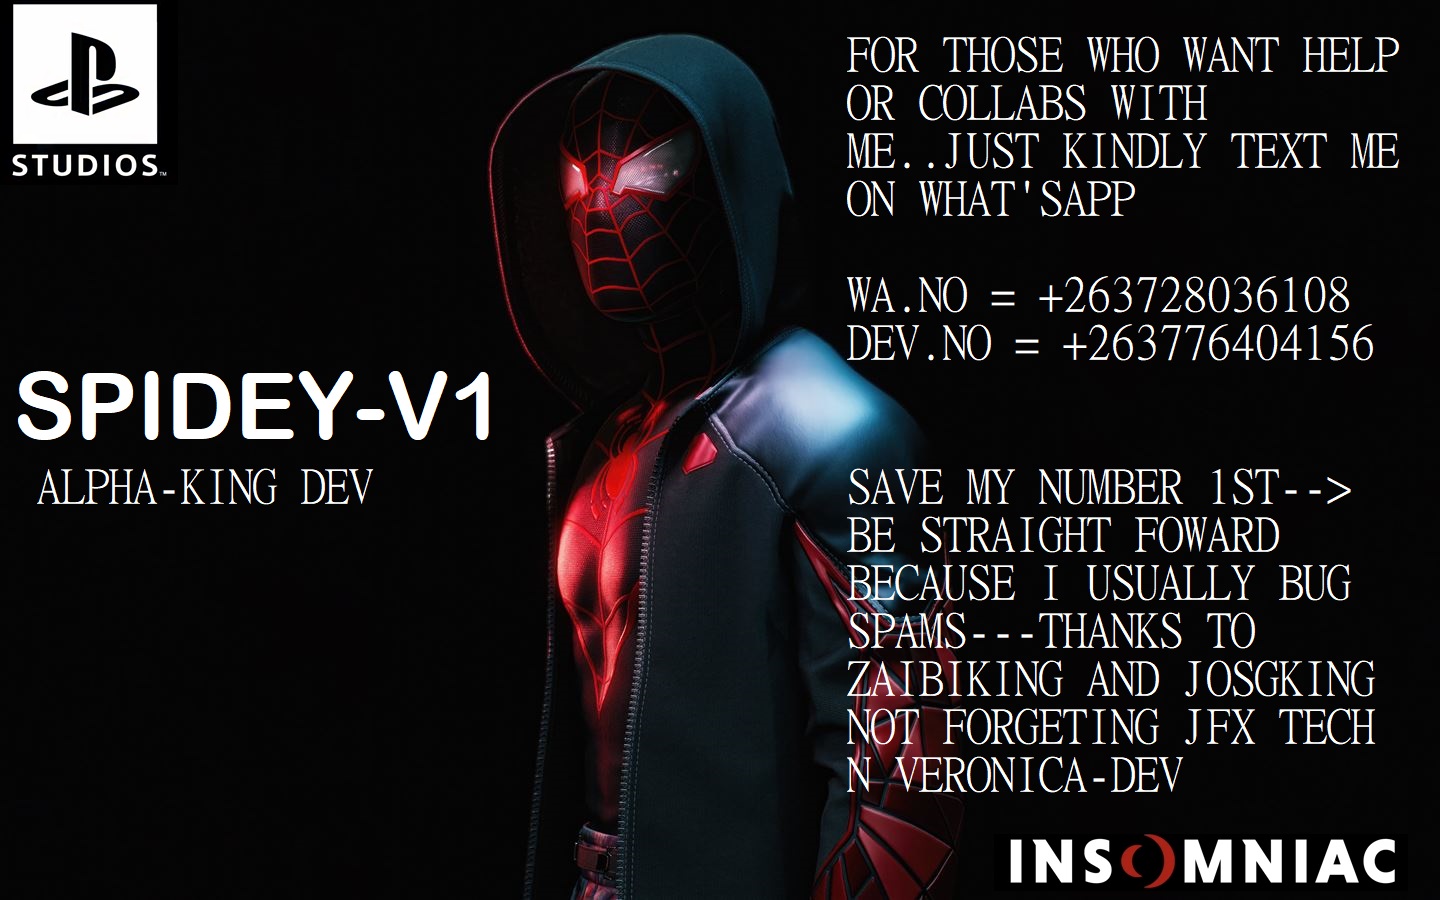 STUDIOS™
SPIDEY-V1
ALPHA-KING DEV
FOR THOSE WHO WANT HELP
OR COLLABS WITH
ME..JUST KINDLY TEXT ME
ON WHAT'SAPP
WA.NO = +263728036108
DEV.NO = +263776404156
SAVE MY NUMBER 1ST-->
BE STRAIGHT FOWARD
BECAUSE I USUALLY BUG
SPAMS---THANKS TO
ZAIBIKING AND JOSGKING
NOT FORGETING JFX TECH
N VERONICA-DEV
INSOMNIAC